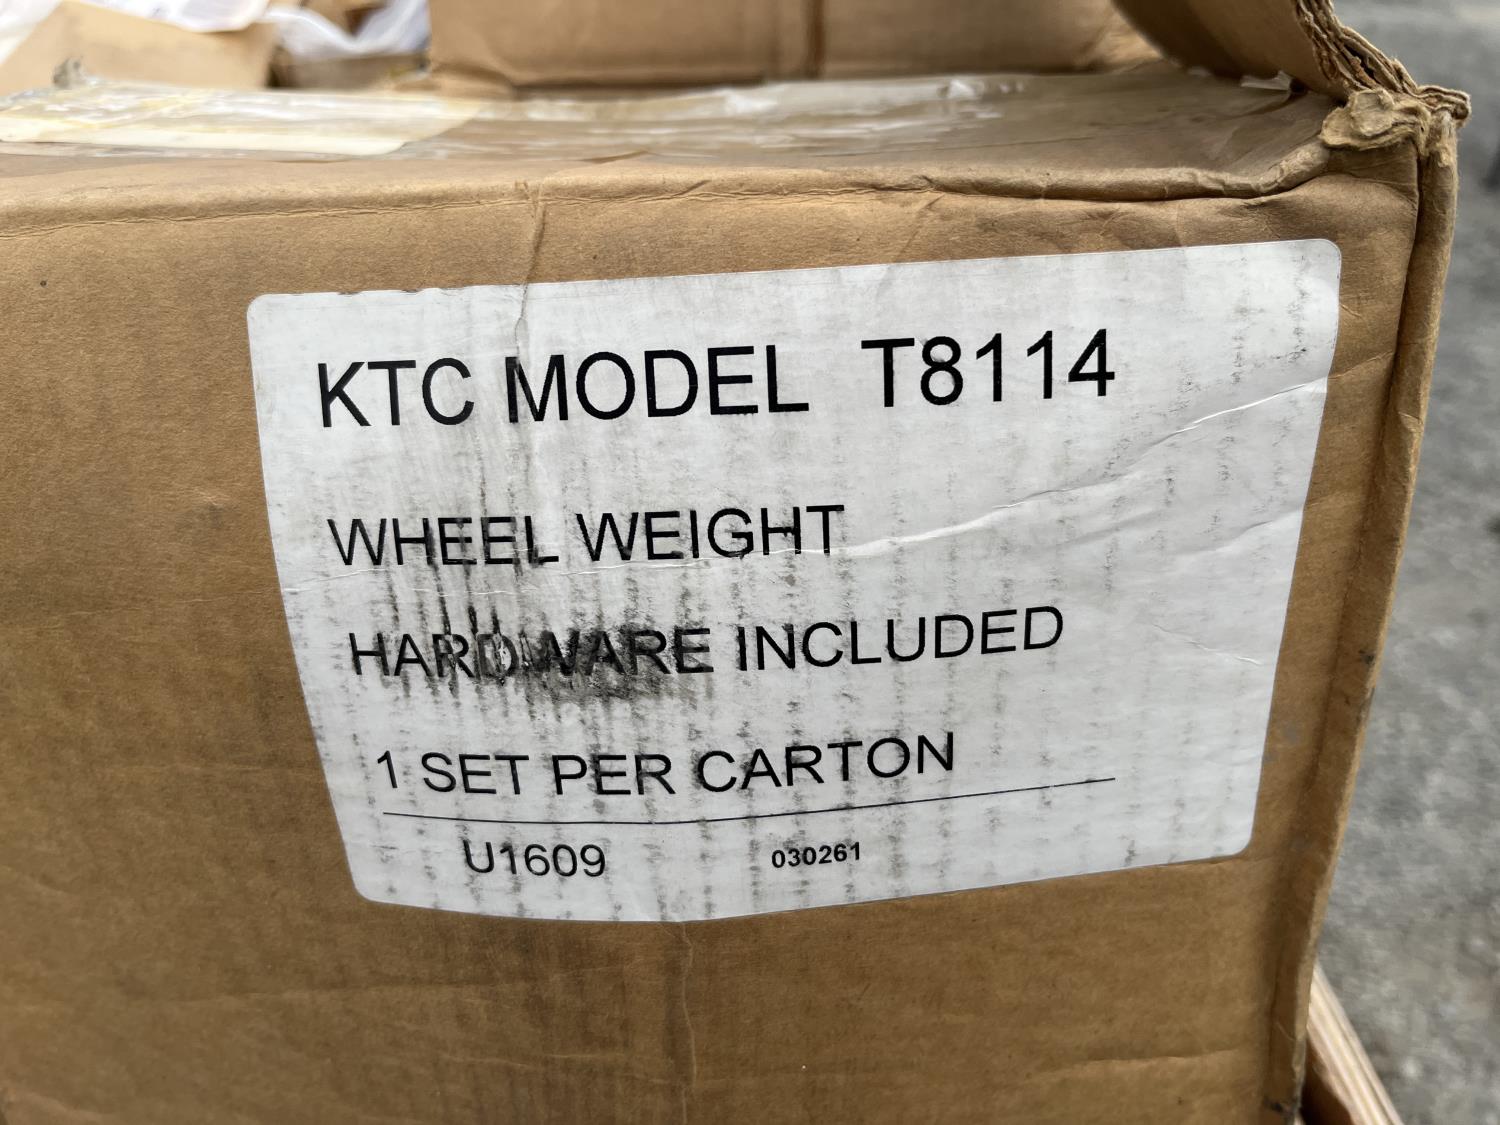 KTC MODEL T8114
WHEEL WEIGHT
HARDWARE INCLUDED
1 SET PER CARTON
U1609 030261